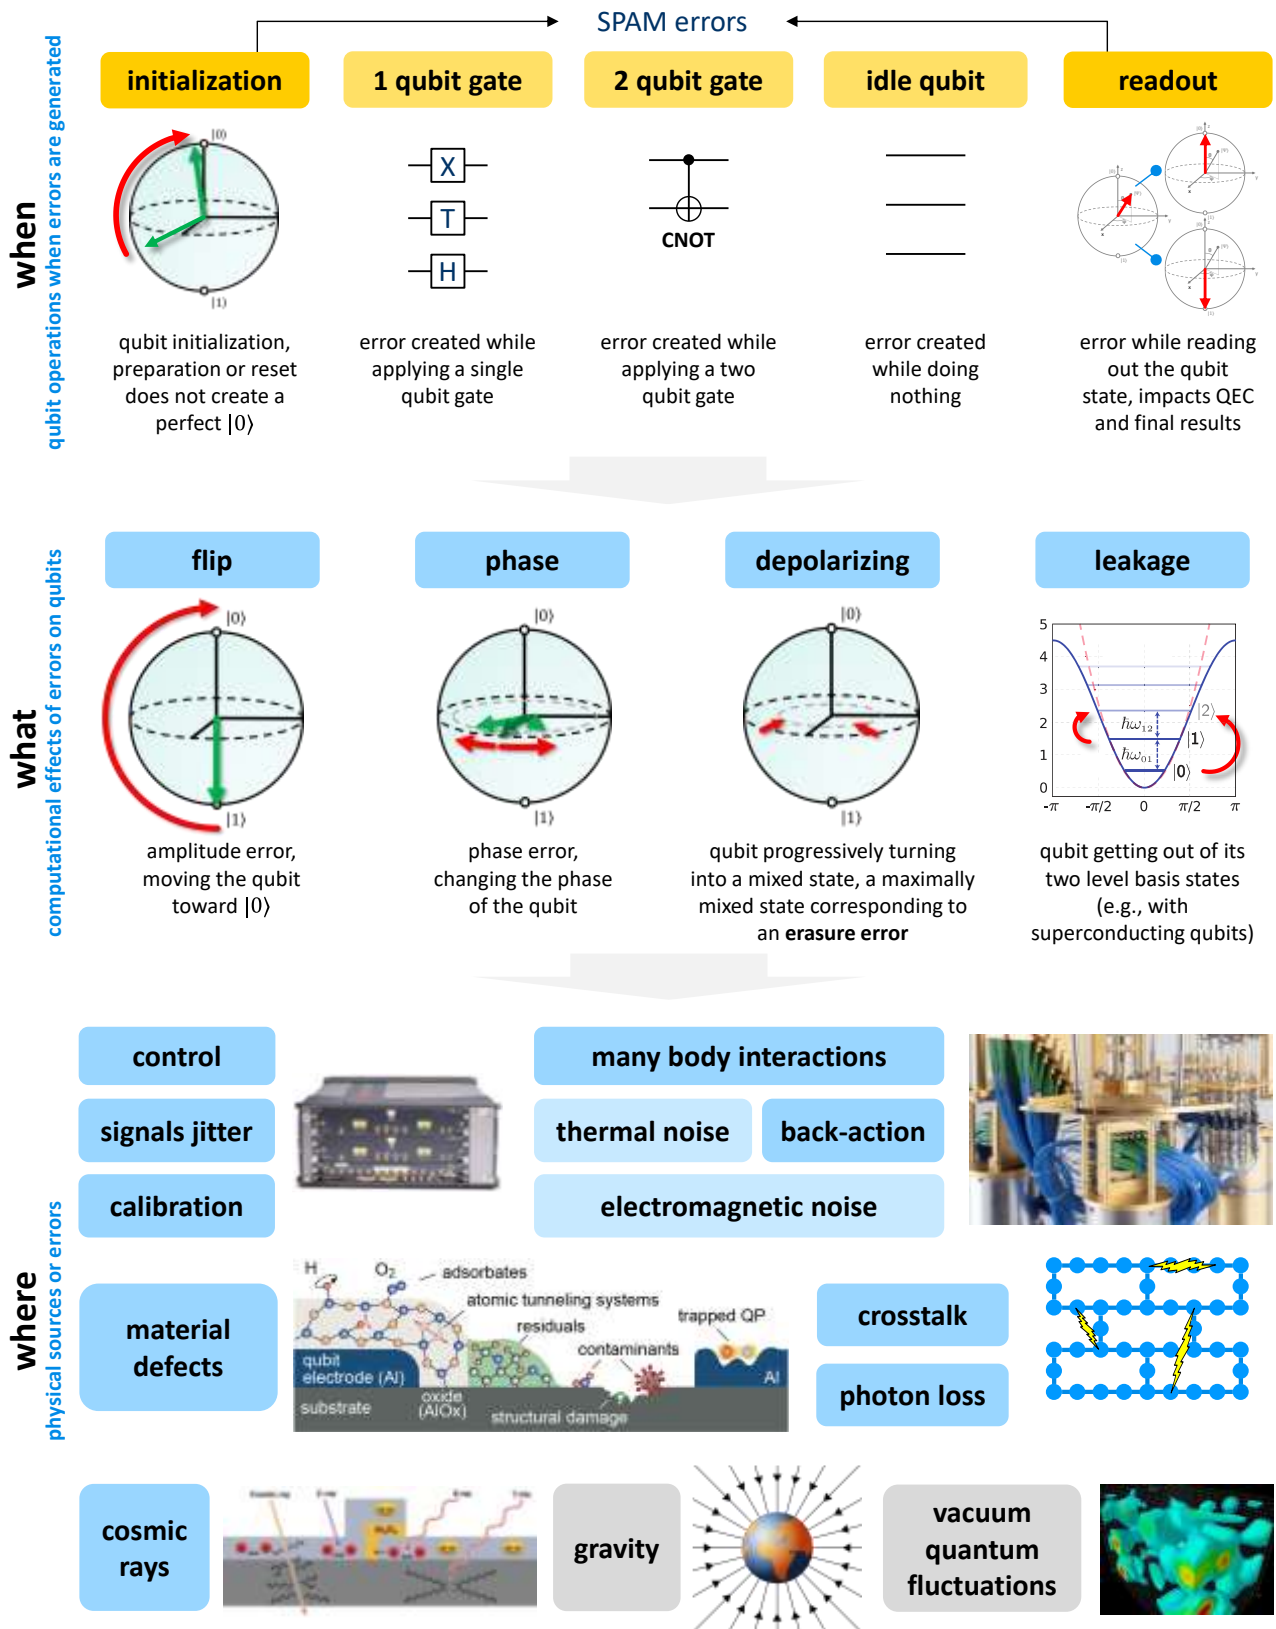 SPAM errors
when
qubit operations when errors are generated
initialization
1 qubit gate
2 qubit gate
idle qubit
readout
|0⟩
|1⟩
X
T
H
CNOT
qubit initialization,
preparation or reset
does not create a
perfect |0⟩
error created while
applying a single
qubit gate
error created while
applying a two
qubit gate
error created
while doing
nothing
error while reading
out the qubit
state, impacts QEC
and final results
what
computational effects of errors on qubits
flip
phase
depolarizing
leakage
|0⟩
|1⟩
|0⟩
|1⟩
|0⟩
|1⟩
5
4
3
2
1
0
-π
-π/2
0
π/2
π
ħω12
ħω01
|2⟩
|1⟩
|0⟩
amplitude error,
moving the qubit
toward |0⟩
phase error,
changing the phase
of the qubit
qubit progressively turning
into a mixed state, a maximally
mixed state corresponding to
an erasure error
qubit getting out of its
two level basis states
(e.g., with
superconducting qubits)
where
physical sources or errors
control
signals jitter
calibration
many body interactions
thermal noise
back-action
electromagnetic noise
material
defects
H
O2
adsorbates
atomic tunneling systems
residuals
contaminants
trapped QP
qubit
electrode (Al)
oxide
(AlOx)
substrate
structural damage
Al
crosstalk
photon loss
cosmic
rays
gravity
vacuum
quantum
fluctuations